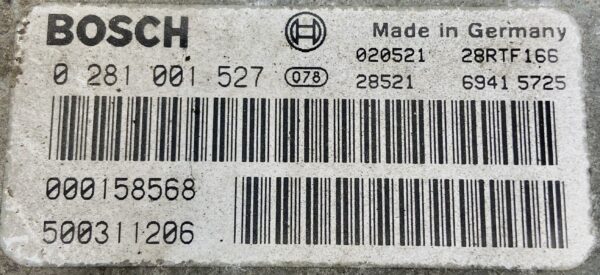 BOSCH Made in Germany
020521 28RTF166
0 281 001 527 078 28521 6941 5725
000158568
500311206